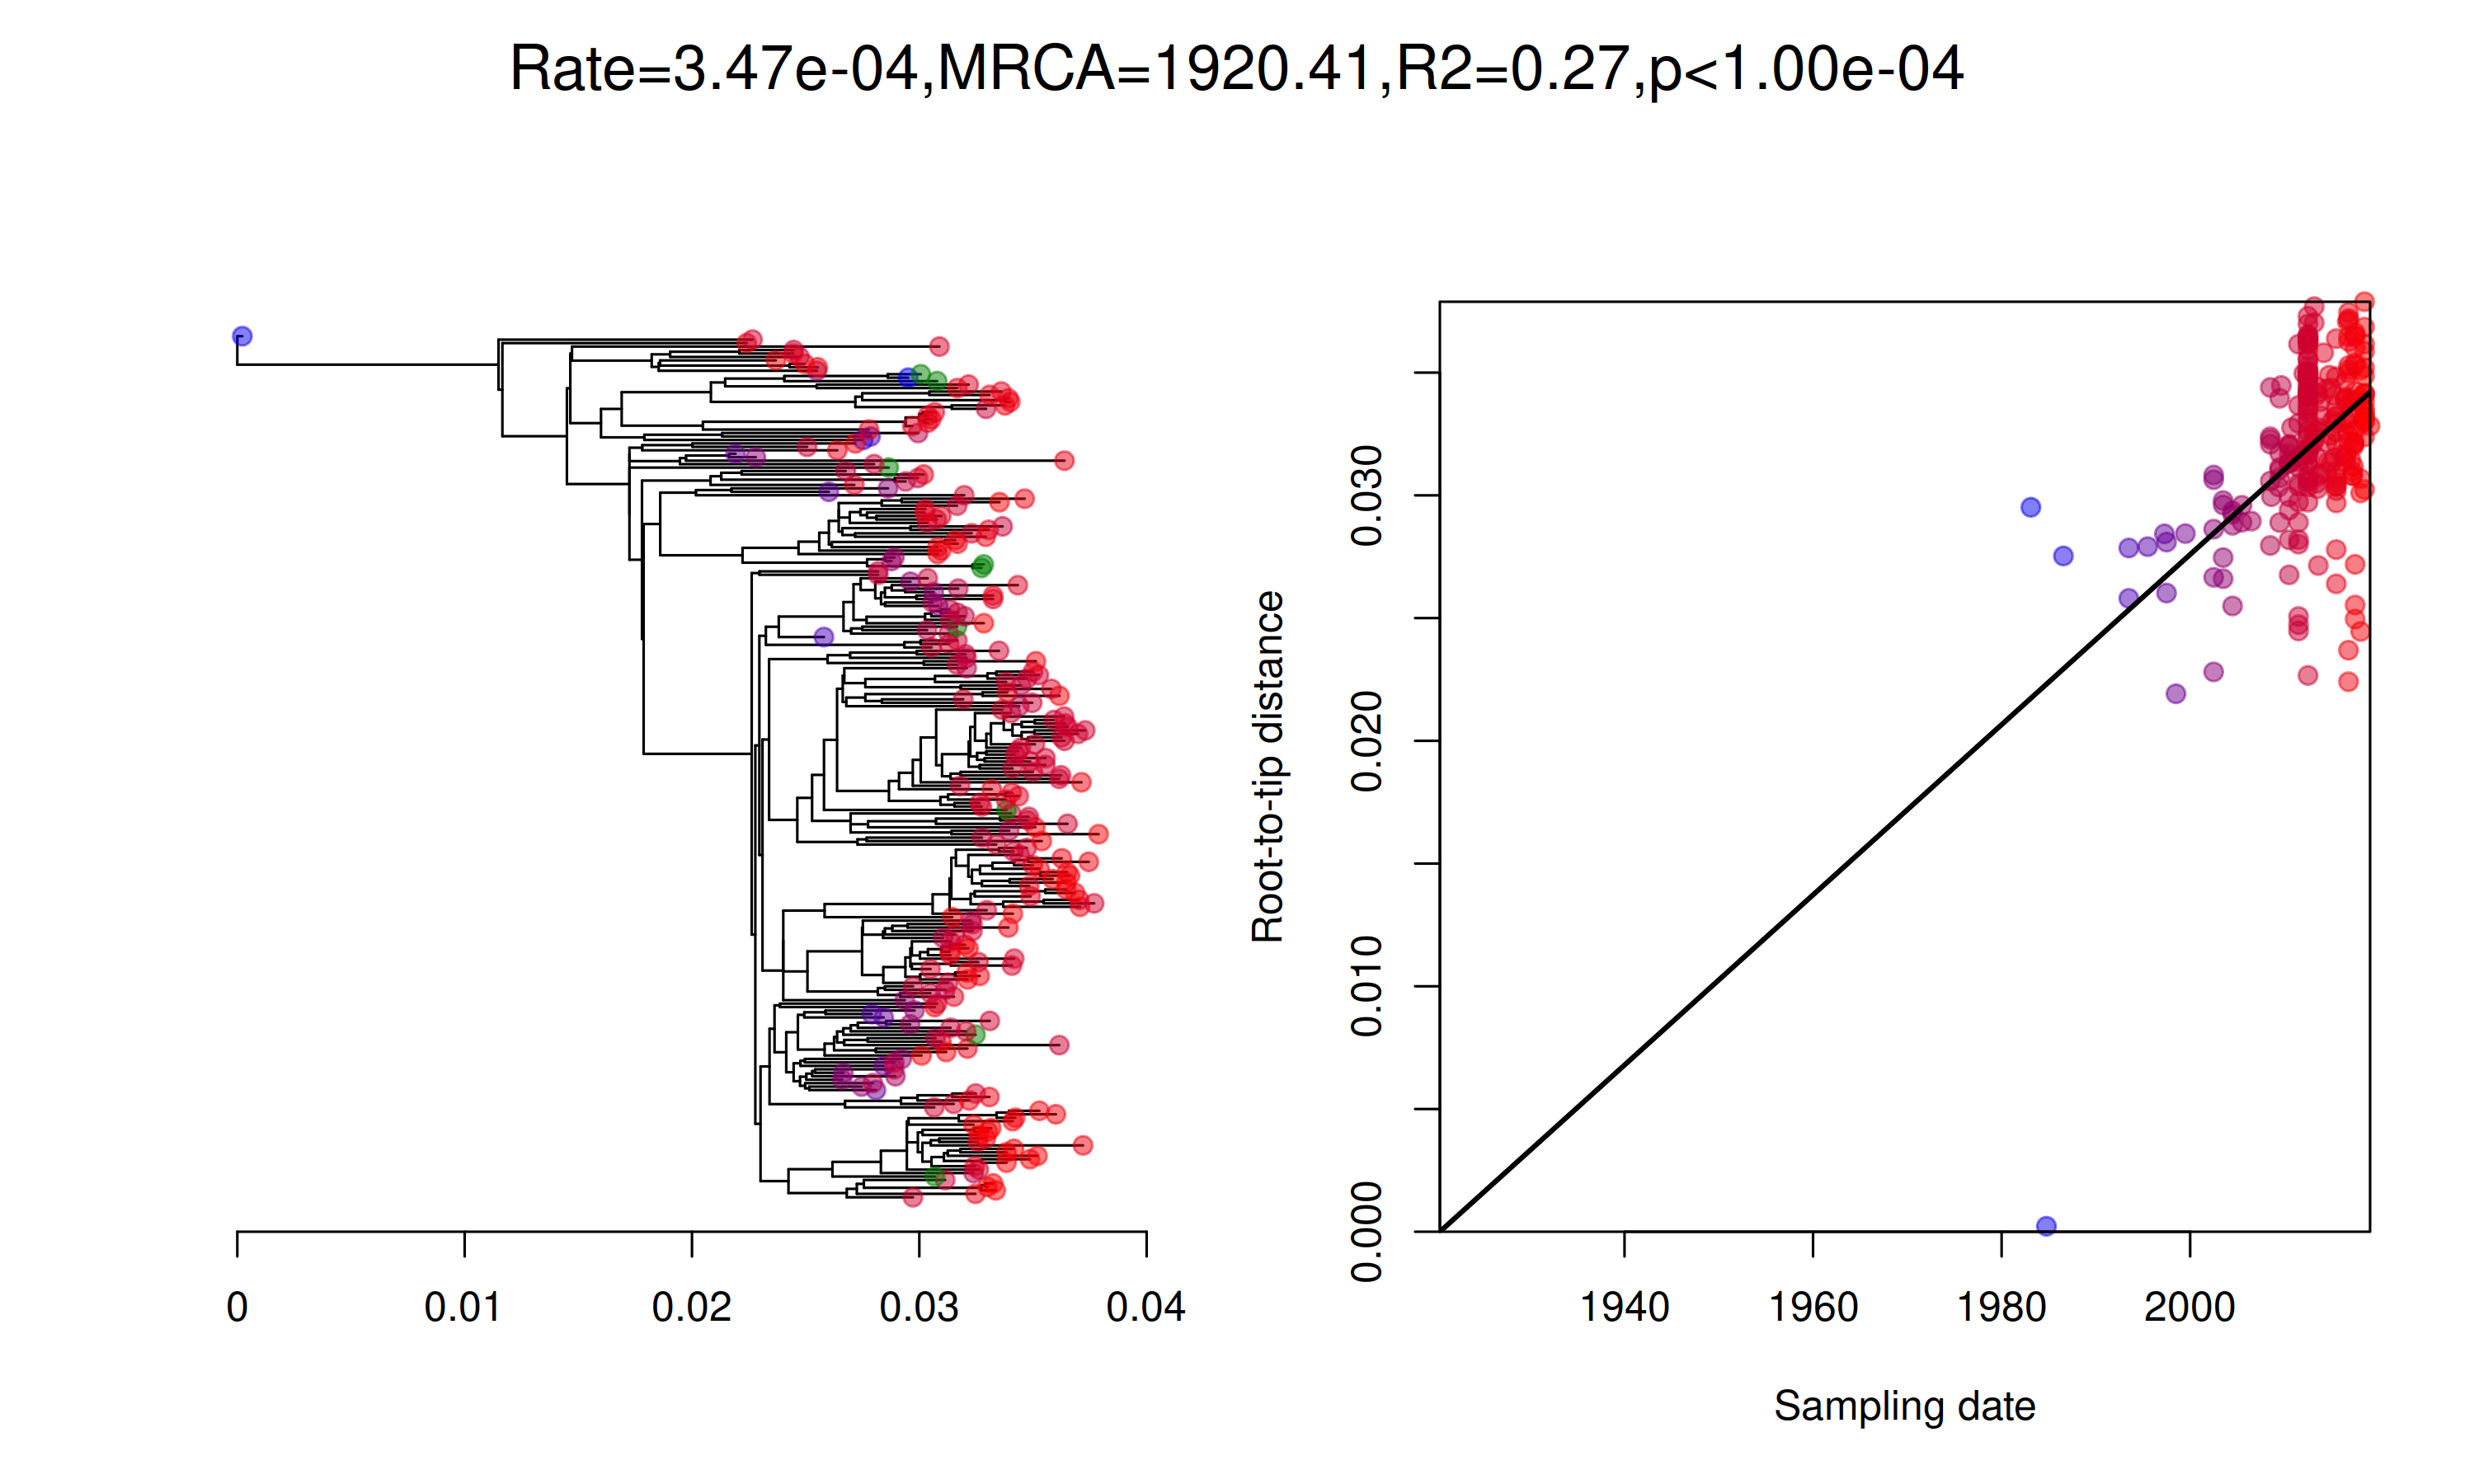 Rate=3.47e-04,MRCA=1920.41,R2=0.27,p<1.00e-04
0 0.01 0.02 0.03 0.04
Root-to-tip distance
0.000 0.010 0.020 0.030
1940 1960 1980 2000
Sampling date